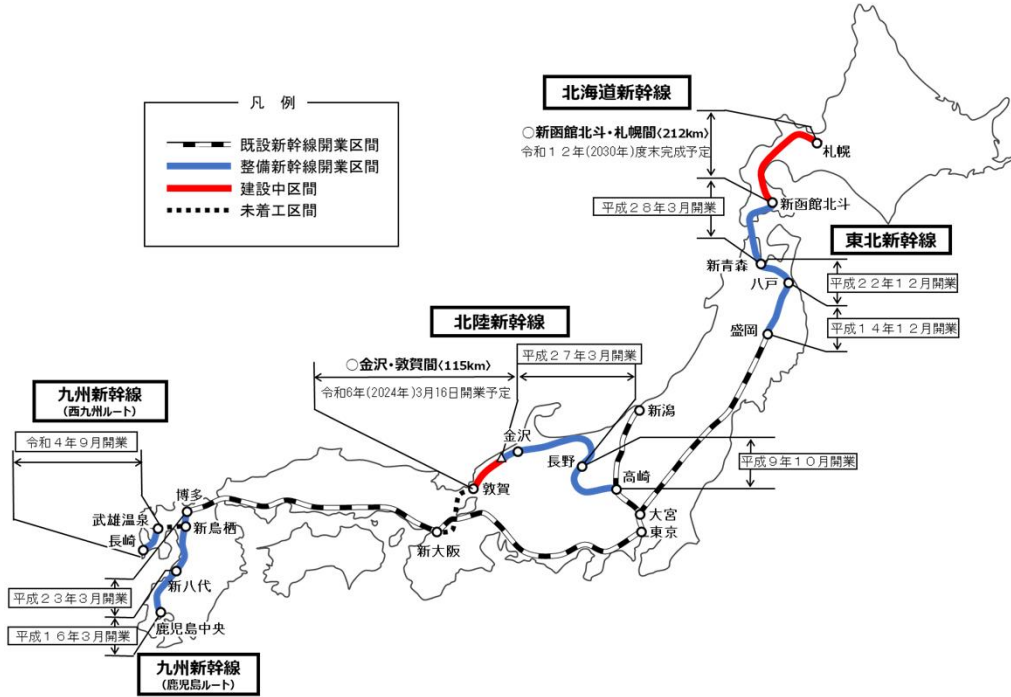 凡 例
既設新幹線開業区間
整備新幹線開業区間
建設中区間
未着工区間
北海道新幹線
○新函館北斗・札幌間〈212km〉
令和12年(2030年)度末完成予定
札幌
平成28年3月開業
新函館北斗
東北新幹線
新青森
八戸
平成22年12月開業
盛岡
平成14年12月開業
北陸新幹線
平成27年3月開業
○金沢・敦賀間〈115km〉
令和6年(2024年)3月16日開業予定
新潟
金沢
長野
高崎
平成9年10月開業
敦賀
大宮
東京
新大阪
九州新幹線
(西九州ルート)
令和4年9月開業
博多
武雄温泉
新鳥栖
長崎
新八代
平成23年3月開業
鹿児島中央
平成16年3月開業
九州新幹線
(鹿児島ルート)